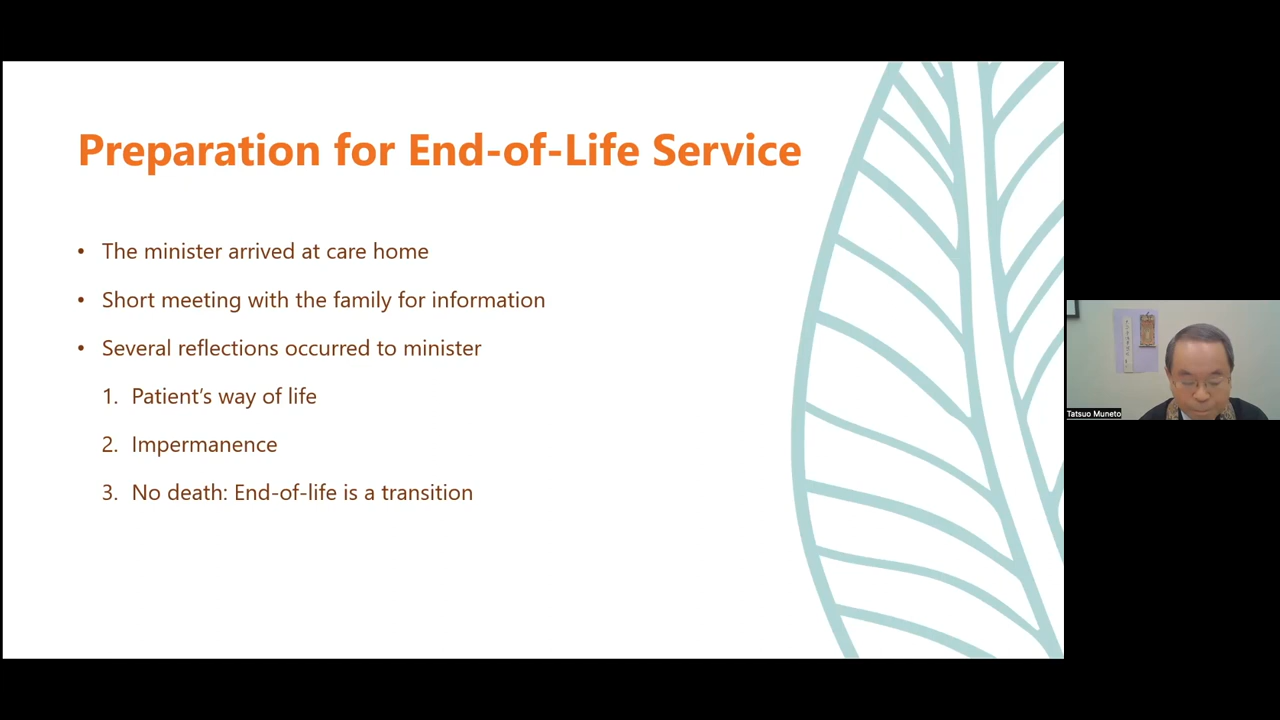 Preparation for End-of-Life Service
• The minister arrived at care home
• Short meeting with the family for information
• Several reflections occurred to minister
1. Patient’s way of life
2. Impermanence
3. No death: End-of-life is a transition
Tatsuo Muneto